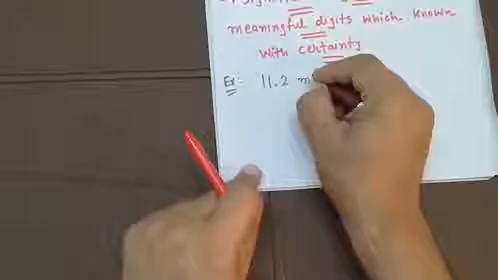 meaningful digits which known
with certainty
Ex:- 11.2 m